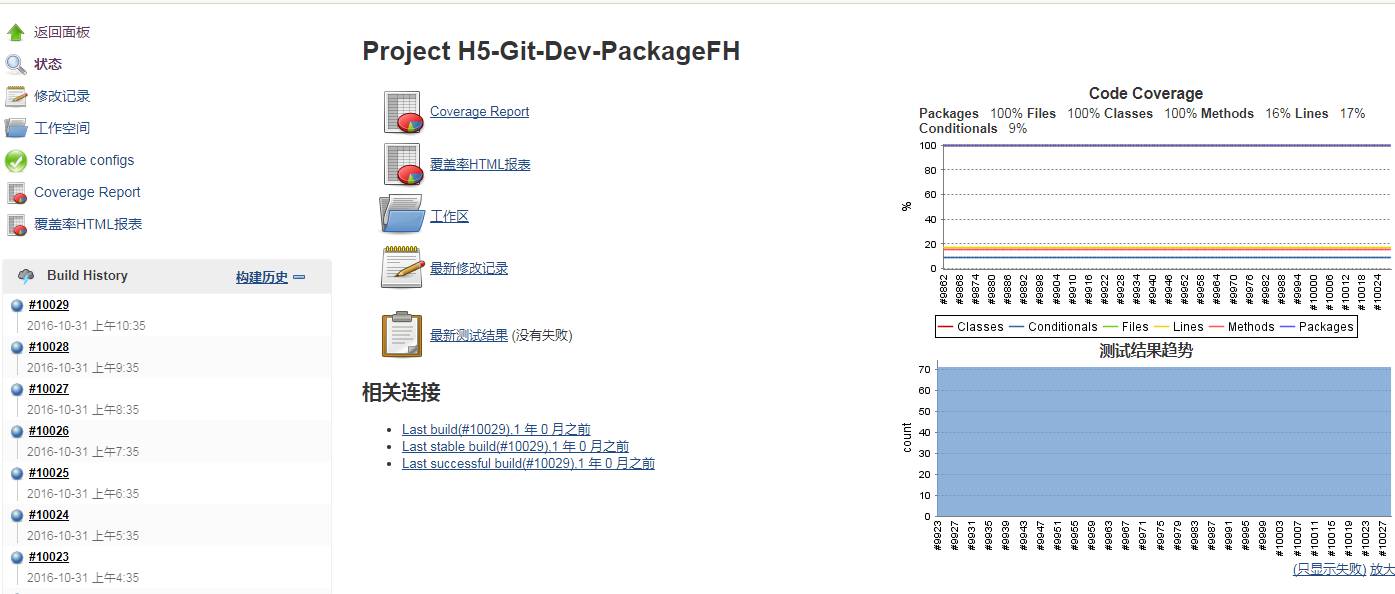 返回面板
状态
修改记录
工作空间
Storable configs
Coverage Report
覆盖率HTML报表
Build History 构建历史
#10029
2016-10-31 上午10:35
#10028
2016-10-31 上午9:35
#10027
2016-10-31 上午8:35
#10026
2016-10-31 上午7:35
#10025
2016-10-31 上午6:35
#10024
2016-10-31 上午5:35
#10023
2016-10-31 上午4:35
Project H5-Git-Dev-PackageFH
Coverage Report
覆盖率HTML报表
工作区
最新修改记录
最新测试结果 (没有失败)
相关连接
Last build(#10029),1 年 0 月之前
Last stable build(#10029),1 年 0 月之前
Last successful build(#10029),1 年 0 月之前
Code Coverage
Packages 100% Files 100% Classes 100% Methods 16% Lines 17%
Conditionals 9%
100
80
60
40
20
0
%
#9862 #9868 #9874 #9880 #9886 #9892 #9898 #9904 #9910 #9916 #9922 #9928 #9934 #9940 #9946 #9952 #9958 #9964 #9970 #9976 #9982 #9988 #9994 #10000 #10006 #10012 #10018 #10024
Classes Conditionals Files Lines Methods Packages
测试结果趋势
70
60
50
40
30
20
10
0
count
#9923 #9927 #9931 #9935 #9939 #9943 #9947 #9951 #9955 #9959 #9963 #9967 #9971 #9975 #9979 #9983 #9987 #9991 #9995 #9999 #10003 #10007 #10011 #10015 #10019 #10023 #10027
(只显示失败) 放大